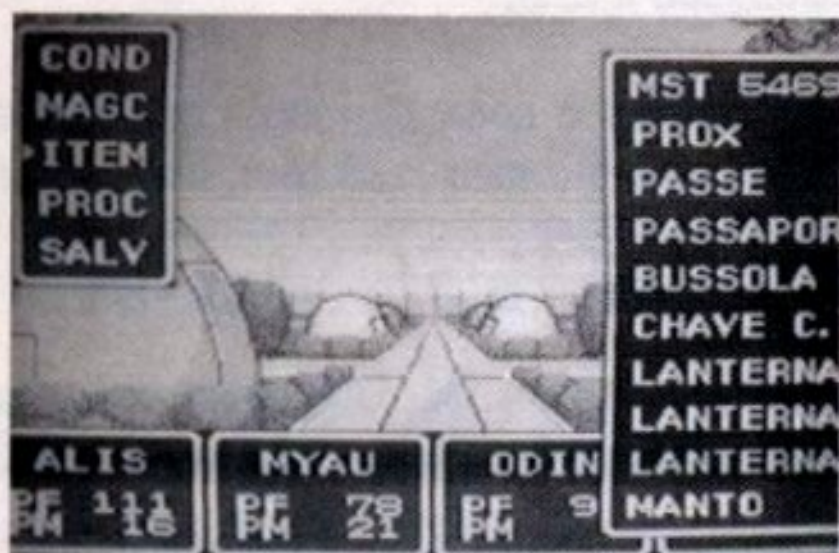 COND
MAGC
ITEM
PROC
SALV
MST 5469
PROX
PASSE
PASSAPOR
BUSSOLA
CHAVE C.
LANTERNA
LANTERNA
LANTERNA
MANTO
ALIS
PF 111
PM 16
MYAU
PF 78
PM 21
ODIN
PF 9
PM